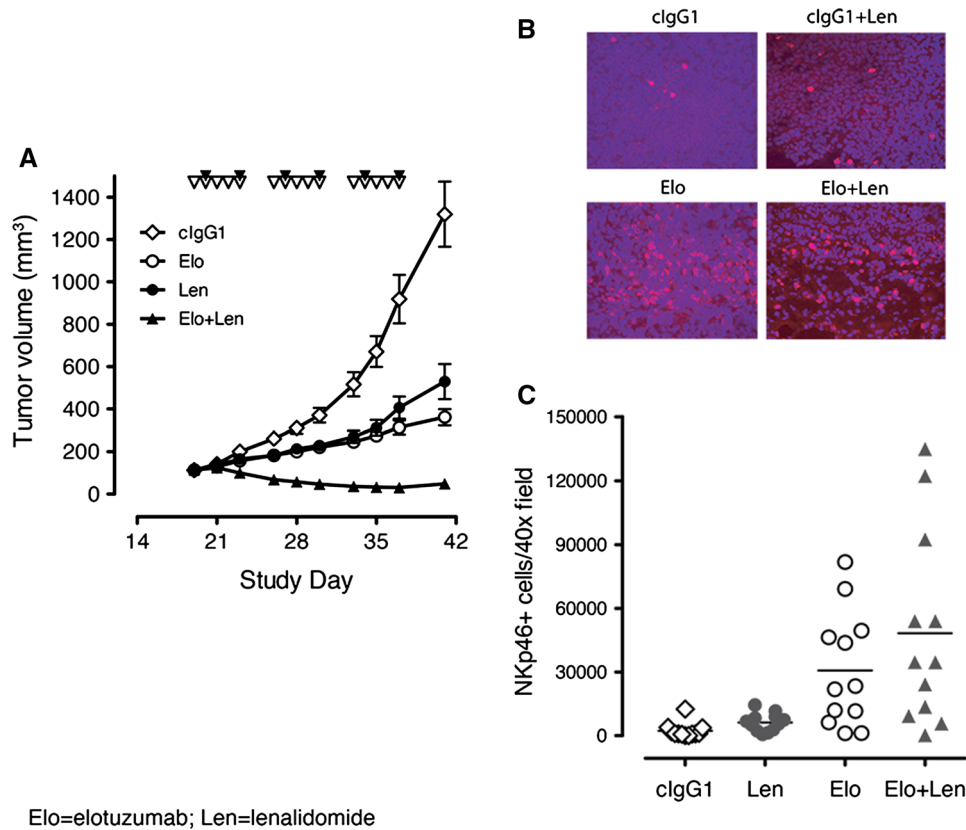 A
Tumor volume (mm³)
1400
1200
1000
800
600
400
200
0
cIgG1
Elo
Len
Elo+Len
14 21 28 35 42
Study Day
B
cIgG1 cIgG1+Len
Elo Elo+Len
C
NKp46+ cells/40x field
150000
120000
90000
60000
30000
0
cIgG1 Len Elo Elo+Len
Elo=elotuzumab; Len=lenalidomide